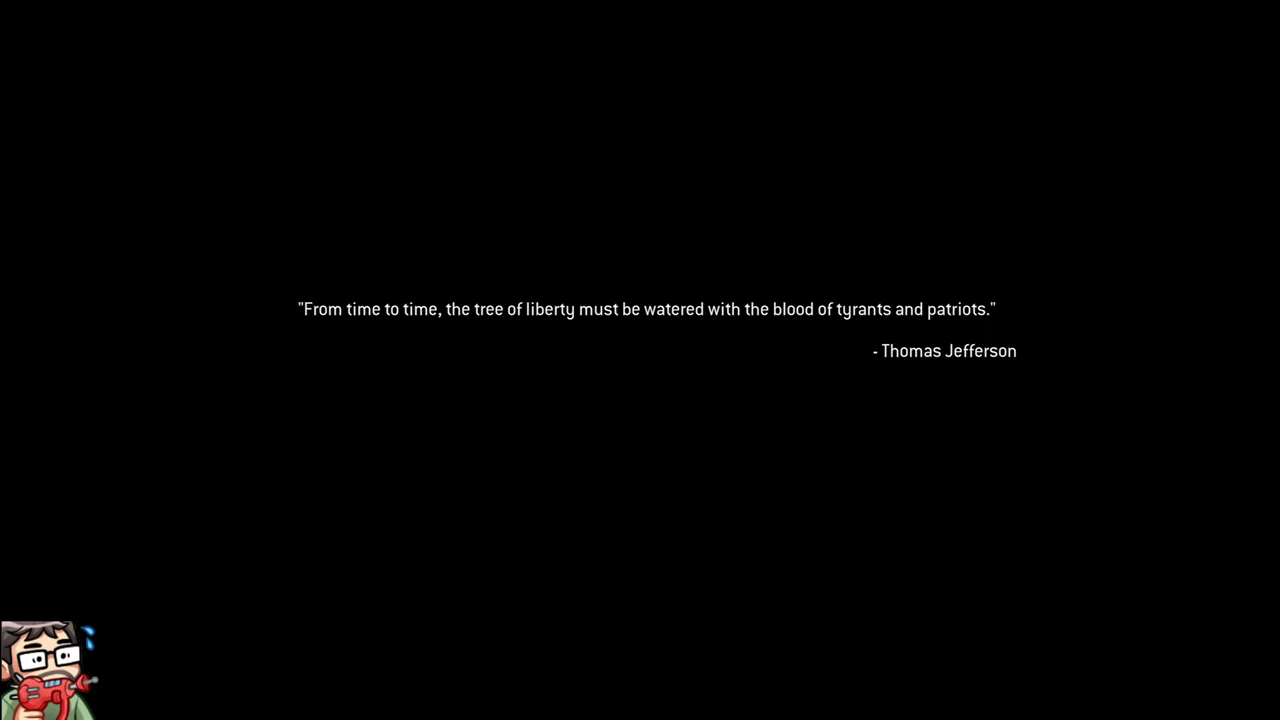 "From time to time, the tree of liberty must be watered with the blood of tyrants and patriots."
- Thomas Jefferson